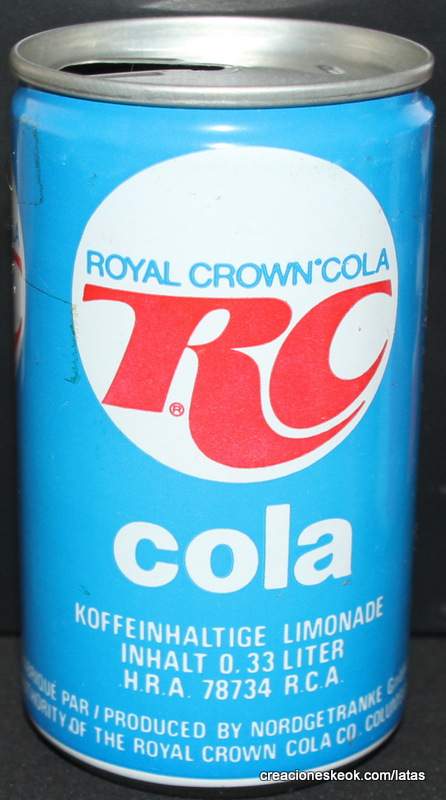 ROYAL CROWN COLA
RC®
cola
KOFFEINHALTIGE LIMONADE
INHALT 0.33 LITER
H.R.A. 78734 R.C.A.
PAR / PRODUCED BY NORDGETRANKE
OF THE ROYAL CROWN COLA CO.
creacioneskeok.com/latas